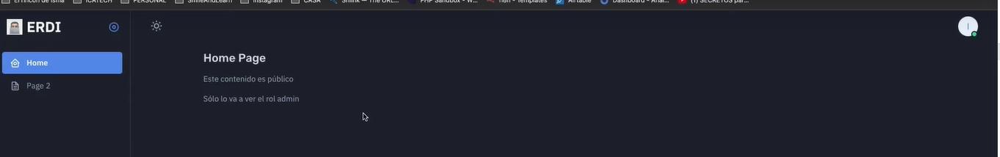 El rincón de Isma ICATECH PERSONAL SmileAndLearn Instagram CASA Shlink — The URL... PHP Sandbox - W... n8n - Templates Airtable Dashboard - Anal... (1) SECRETOS par...
ERDI
I
Home
Page 2
Home Page
Este contenido es público
Sólo lo va a ver el rol admin